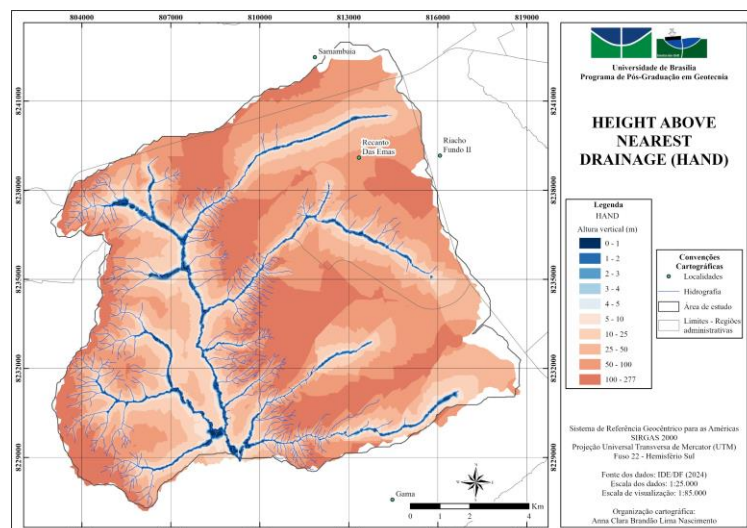 804000 807000 810000 813000 816000 819000
8241000
8238000
8235000
8232000
8229000
Samambaia
Recanto
Das Emas
Riacho
Fundo II
Gama
0 1 2 4
Km
Universidade de Brasília
Programa de Pós-Graduação em Geotecnia
HEIGHT ABOVE
NEAREST
DRAINAGE (HAND)
Legenda
HAND
Altura vertical (m)
0 - 1
1 - 2
2 - 3
3 - 4
4 - 5
5 - 10
10 - 25
25 - 50
50 - 100
100 - 277
Convenções
Cartográficas
Localidades
Hidrografia
Área de estudo
Limites - Regiões
administrativas
Sistema de Referência Geocêntrico para as Américas
SIRGAS 2000
Projeção Universal Transversa de Mercator (UTM)
Fuso 22 - Hemisfério Sul
Fonte dos dados: IDE/DF (2024)
Escala dos dados: 1:25.000
Escala de visualização: 1:85.000
Organização cartográfica:
Anna Clara Brandão Lima Nascimento